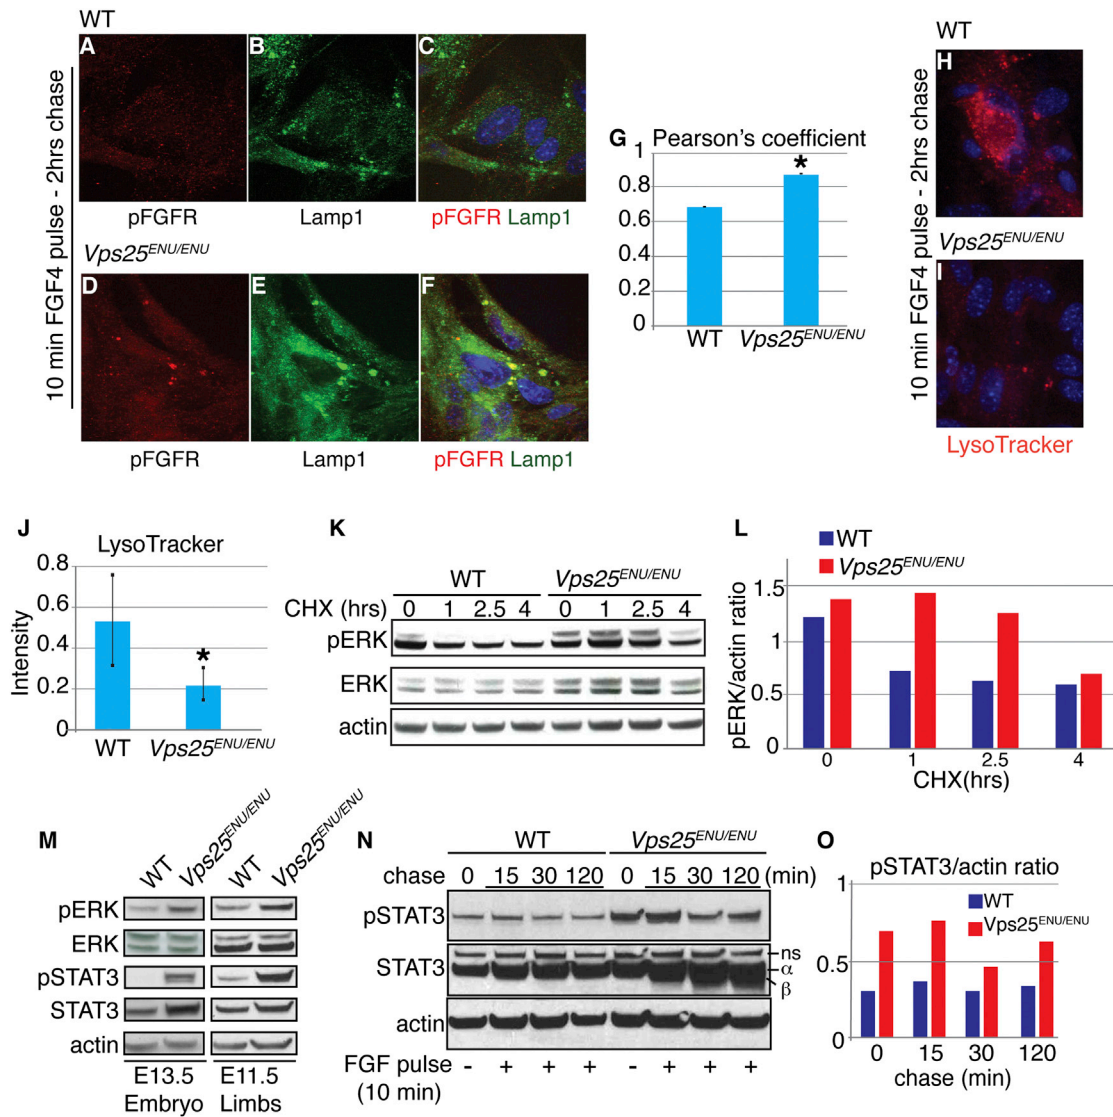 WT
A
B
C
10 min FGF4 pulse - 2hrs chase
pFGFR
Lamp1
pFGFR Lamp1
Vps25ENU/ENU
D
E
F
pFGFR
Lamp1
pFGFR Lamp1
G
Pearson's coefficient
1
0.8
0.6
0.4
0.2
0
*
WT
Vps25ENU/ENU
WT
H
10 min FGF4 pulse - 2hrs chase
Vps25ENU/ENU
I
LysoTracker
J
LysoTracker
Intensity
0.8
0.6
0.4
0.2
0
*
WT
Vps25ENU/ENU
K
WT
Vps25ENU/ENU
CHX (hrs)
0 1 2.5 4 0 1 2.5 4
pERK
ERK
actin
L
WT
Vps25ENU/ENU
pERK/actin ratio
1.5
1
0.5
0
0 1 2.5 4
CHX(hrs)
M
WT
Vps25ENU/ENU
WT
Vps25ENU/ENU
pERK
ERK
pSTAT3
STAT3
actin
E13.5
Embryo
E11.5
Limbs
N
WT
Vps25ENU/ENU
chase 0 15 30 120 0 15 30 120 (min)
pSTAT3
STAT3
ns
α
β
actin
FGF pulse
(10 min)
- + + + - + + +
O
pSTAT3/actin ratio
WT
Vps25ENU/ENU
1
0.5
0
0 15 30 120
chase (min)